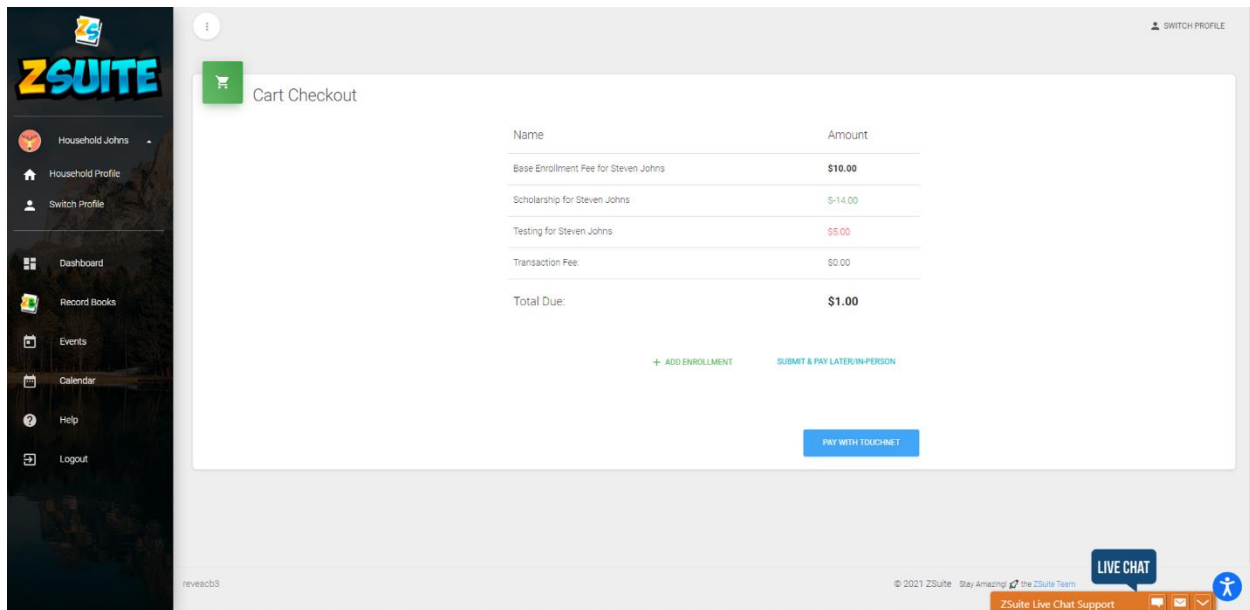 ZS
ZSUITE
Household Johns
Household Profile
Switch Profile
Dashboard
Record Books
Events
Calendar
Help
Logout
SWITCH PROFILE
Cart Checkout
Name Amount
Base Enrollment Fee for Steven Johns $10.00
Scholarship for Steven Johns $-14.00
Testing for Steven Johns $5.00
Transaction Fee: $0.00
Total Due: $1.00
+ ADD ENROLLMENT SUBMIT & PAY LATER/IN-PERSON
PAY WITH TOUCHNET
reveacb3
© 2021 ZSuite Stay Amazing! the ZSuite Team
LIVE CHAT
ZSuite Live Chat Support